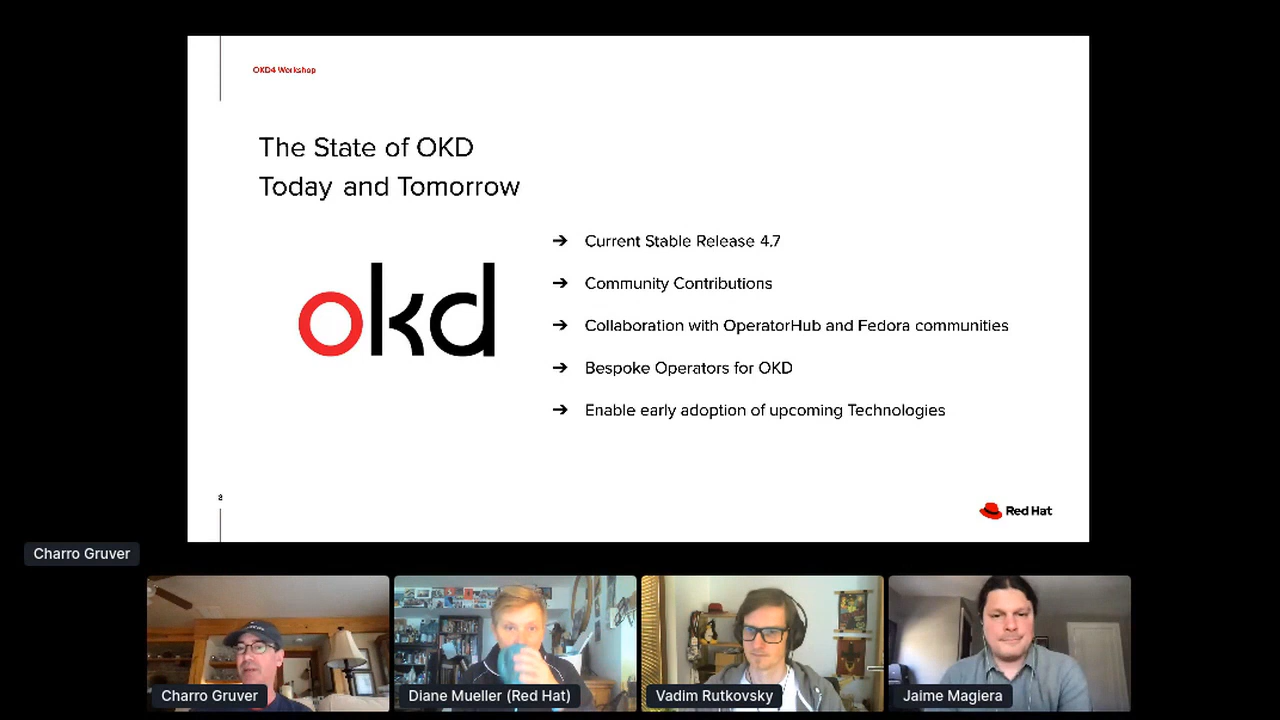 OKD4 Workshop
The State of OKD
Today and Tomorrow
okd
➔ Current Stable Release 4.7
➔ Community Contributions
➔ Collaboration with OperatorHub and Fedora communities
➔ Bespoke Operators for OKD
➔ Enable early adoption of upcoming Technologies
8
Red Hat
Charro Gruver
Charro Gruver
Diane Mueller (Red Hat)
Vadim Rutkovsky
Jaime Magiera